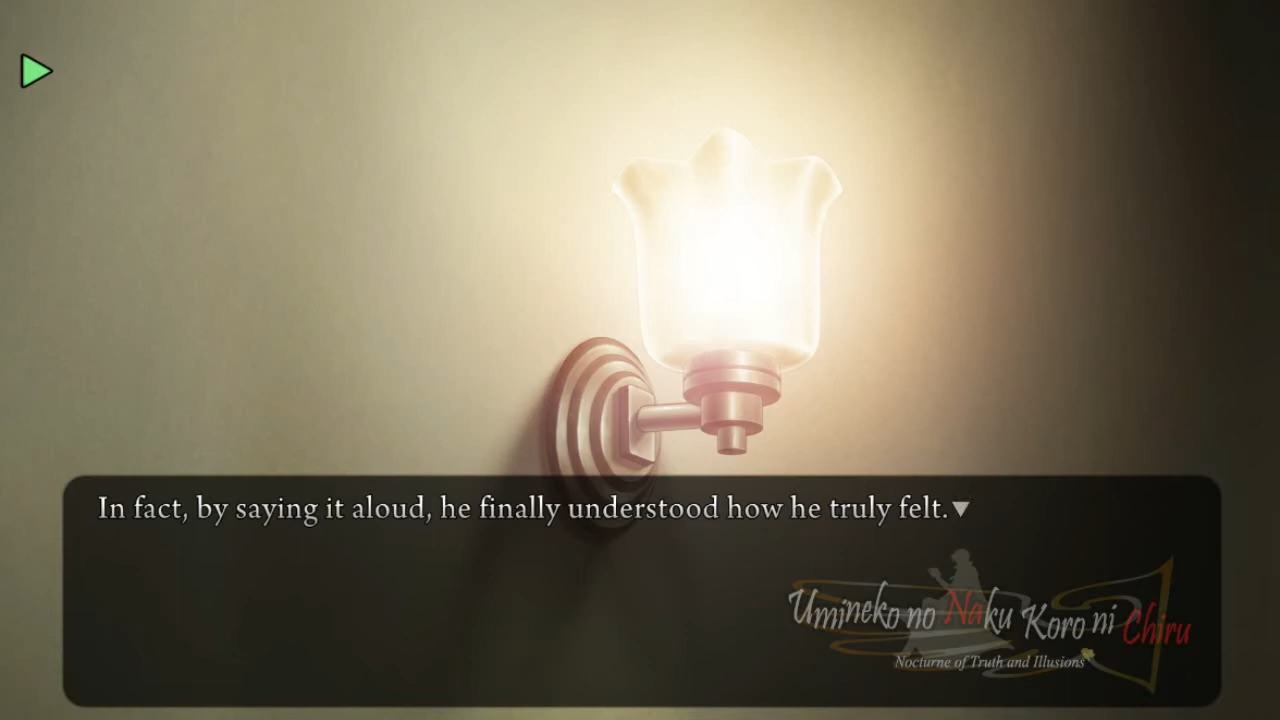 In fact, by saying it aloud, he finally understood how he truly felt.
Umineko no Naku Koro ni Chiru
Nocturne of Truth and Illusions